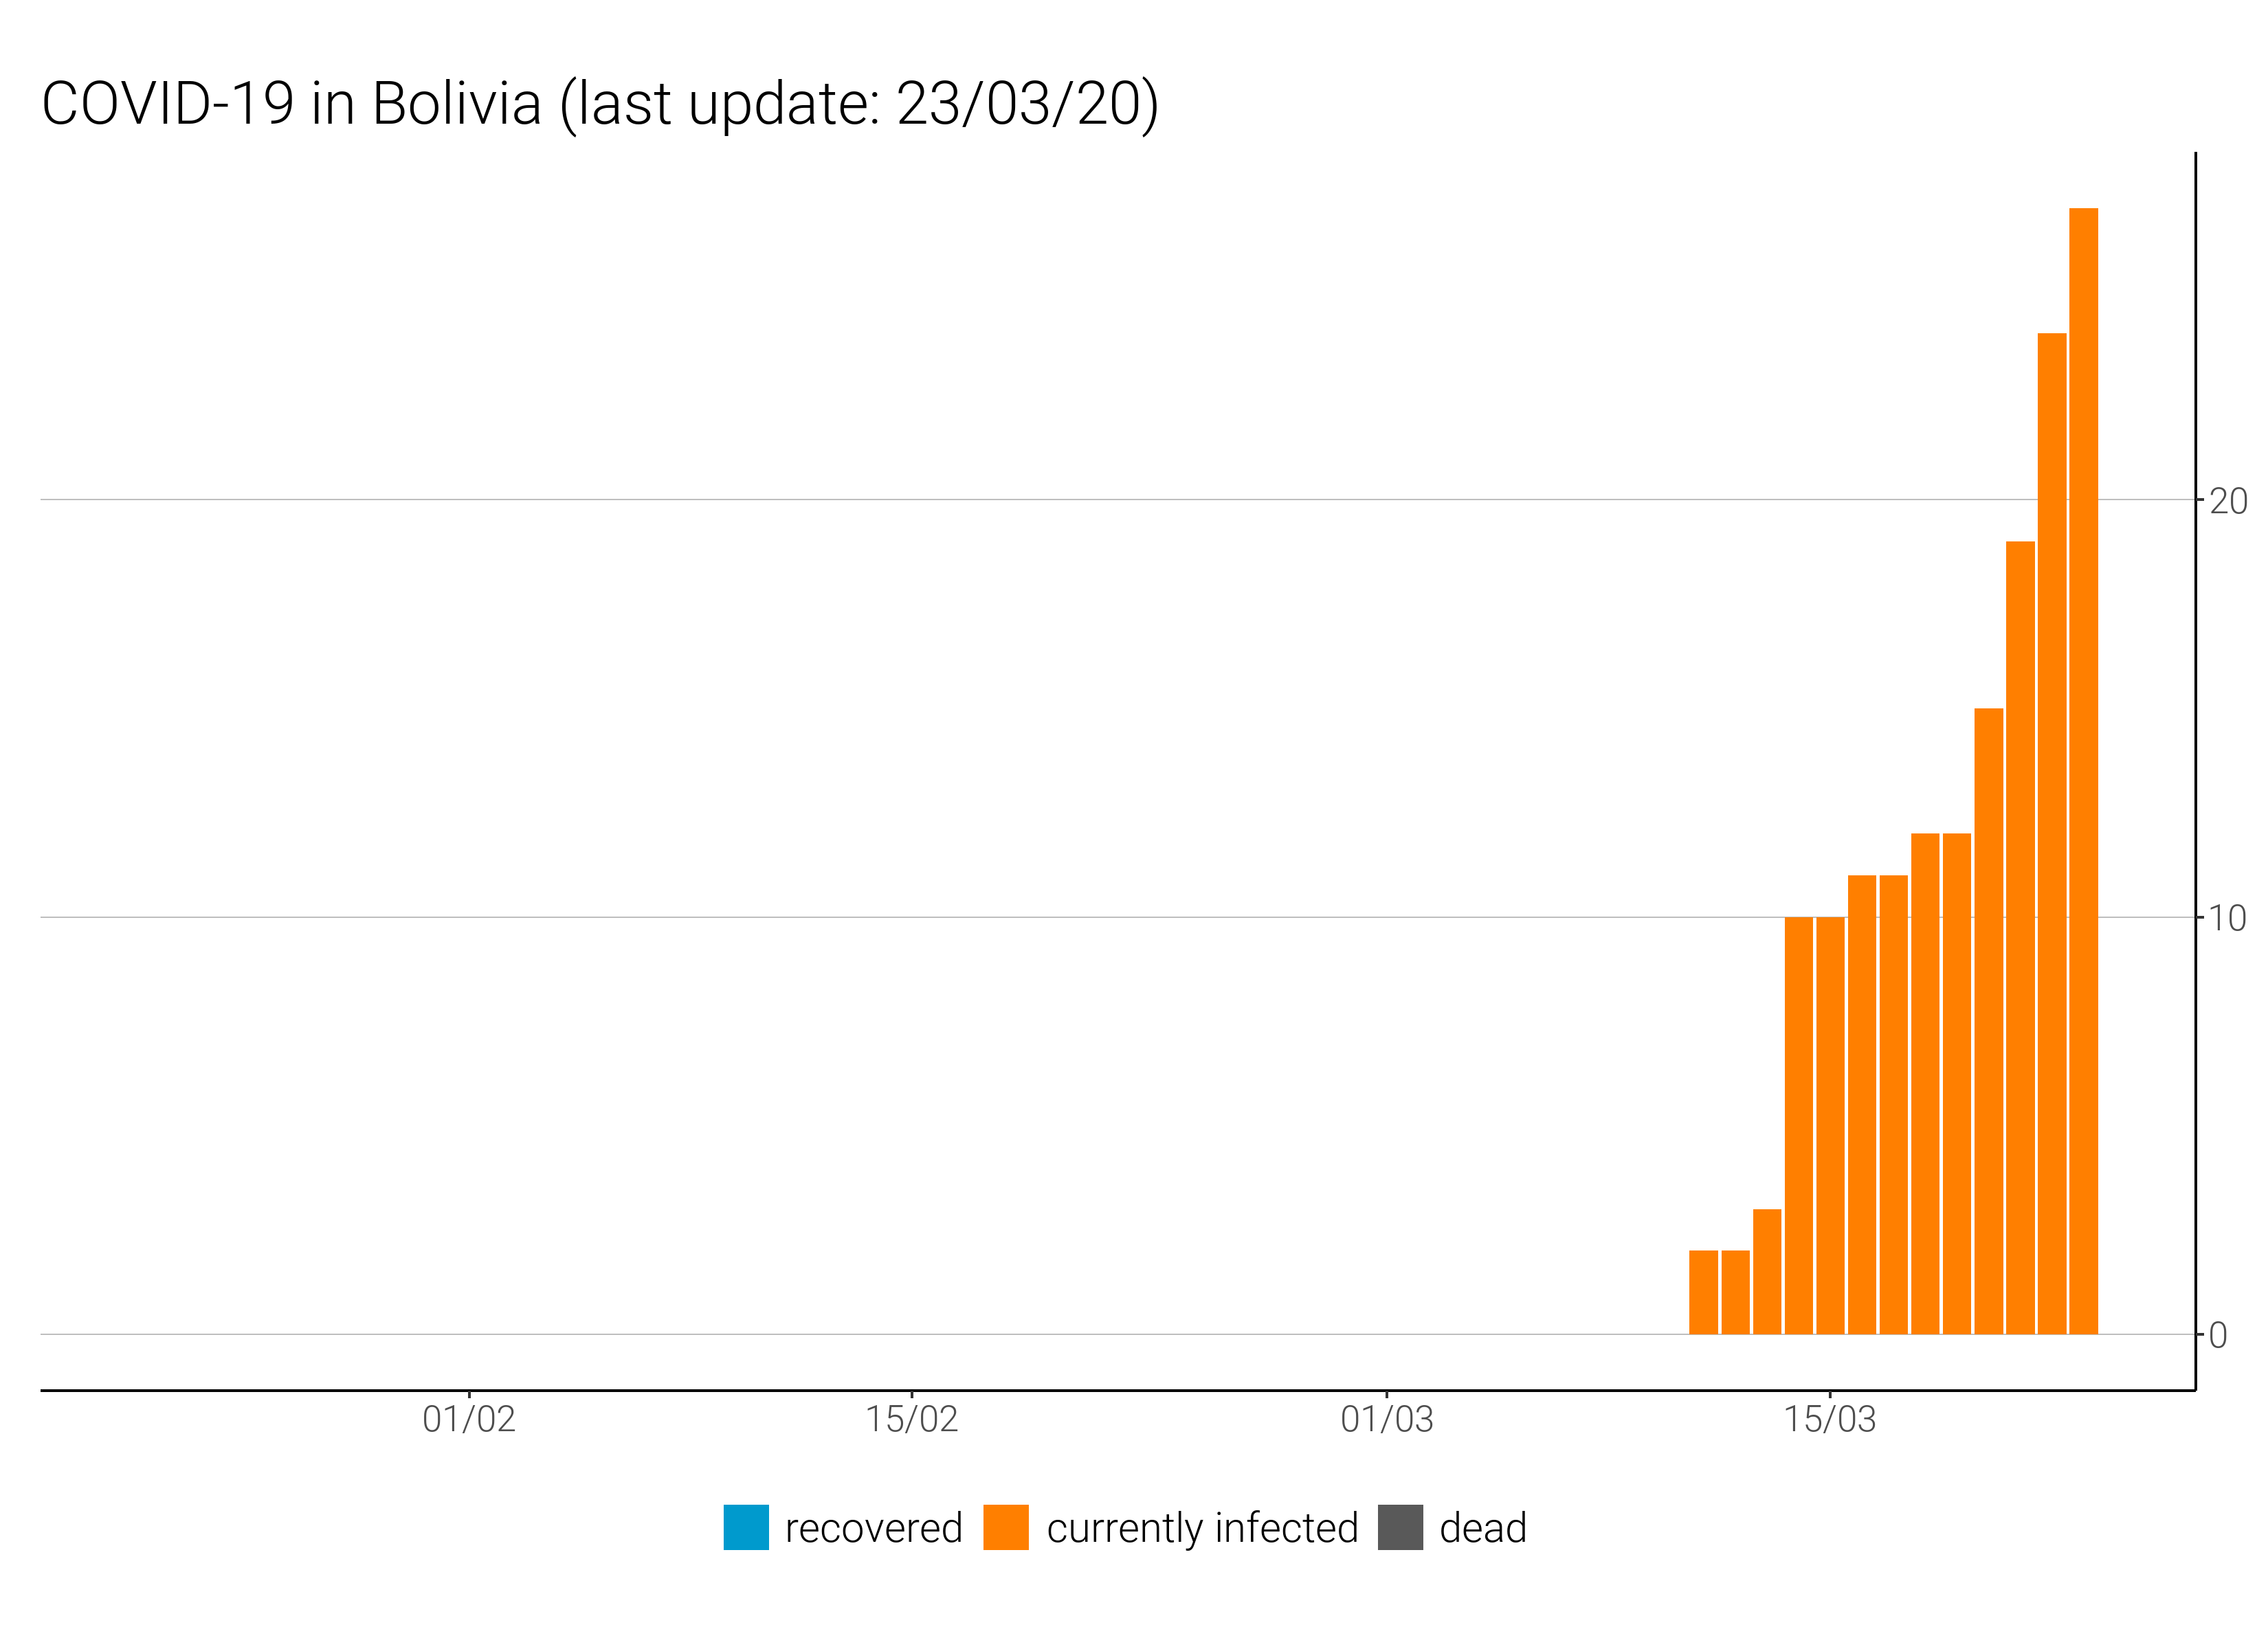 COVID-19 in Bolivia (last update: 23/03/20)
20
10
0
01/02 15/02 01/03 15/03
recovered currently infected dead